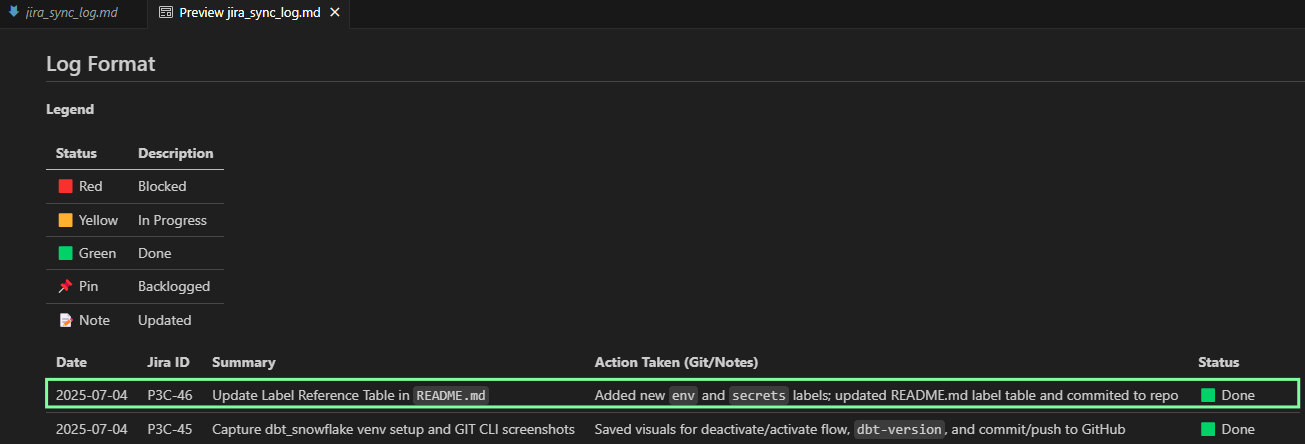 jira_sync_log.md Preview jira_sync_log.md
Log Format
Legend
Status Description
Red Blocked
Yellow In Progress
Green Done
Pin Backlogged
Note Updated
Date Jira ID Summary Action Taken (Git/Notes) Status
2025-07-04 P3C-46 Update Label Reference Table in README.md Added new env and secrets labels; updated README.md label table and commited to repo Done
2025-07-04 P3C-45 Capture dbt_snowflake venv setup and GIT CLI screenshots Saved visuals for deactivate/activate flow, dbt-version, and commit/push to GitHub Done